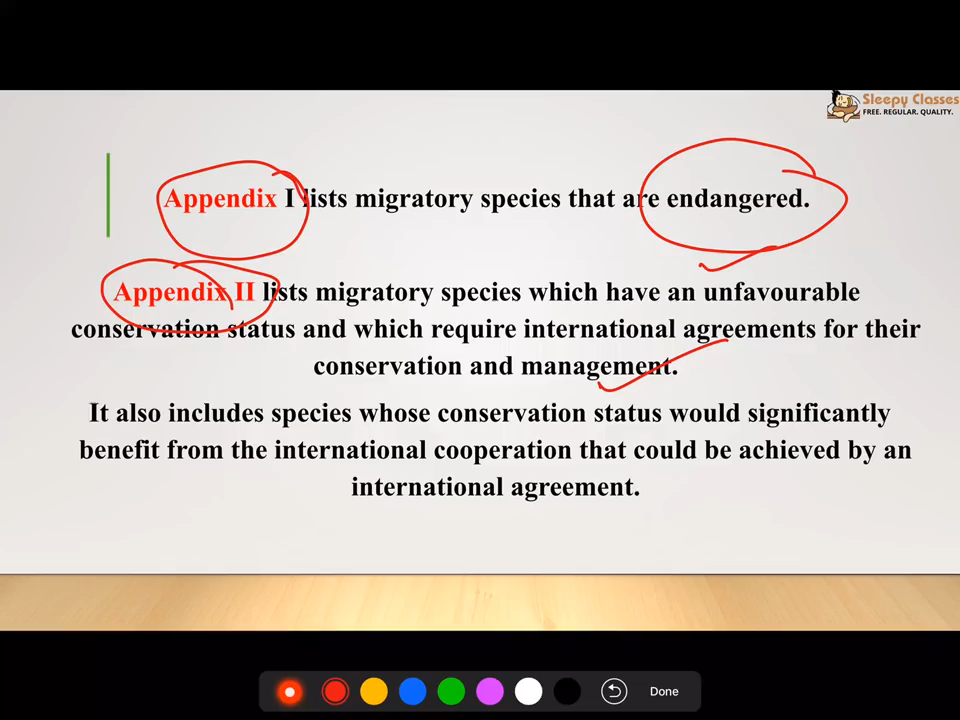 Sleepy Classes
FREE. REGULAR. QUALITY.
Appendix I lists migratory species that are endangered.
Appendix II lists migratory species which have an unfavourable
conservation status and which require international agreements for their
conservation and management.
It also includes species whose conservation status would significantly
benefit from the international cooperation that could be achieved by an
international agreement.
Done